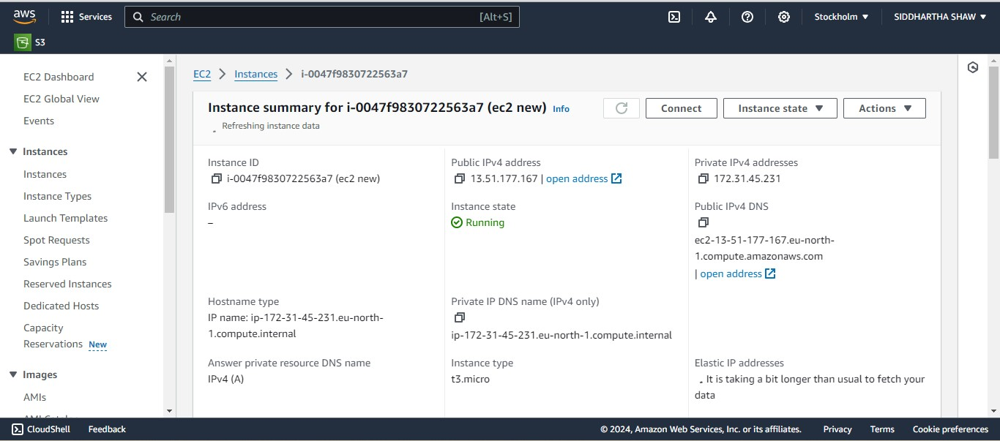 aws
Services
Search
[Alt+S]
Stockholm
SIDDHARTHA SHAW
S3
EC2 Dashboard
EC2 Global View
Events
Instances
Instances
Instance Types
Launch Templates
Spot Requests
Savings Plans
Reserved Instances
Dedicated Hosts
Capacity
Reservations New
Images
AMIs
EC2 > Instances > i-0047f9830722563a7
Instance summary for i-0047f9830722563a7 (ec2 new) Info
Refreshing instance data
Connect
Instance state
Actions
Instance ID
i-0047f9830722563a7 (ec2 new)
Public IPv4 address
13.51.177.167 | open address
Private IPv4 addresses
172.31.45.231
IPv6 address
–
Instance state
Running
Public IPv4 DNS
ec2-13-51-177-167.eu-north-
1.compute.amazonaws.com
| open address
Hostname type
IP name: ip-172-31-45-231.eu-north-
1.compute.internal
Private IP DNS name (IPv4 only)
ip-172-31-45-231.eu-north-1.compute.internal
Answer private resource DNS name
IPv4 (A)
Instance type
t3.micro
Elastic IP addresses
It is taking a bit longer than usual to fetch your
data
CloudShell
Feedback
© 2024, Amazon Web Services, Inc. or its affiliates.
Privacy
Terms
Cookie preferences